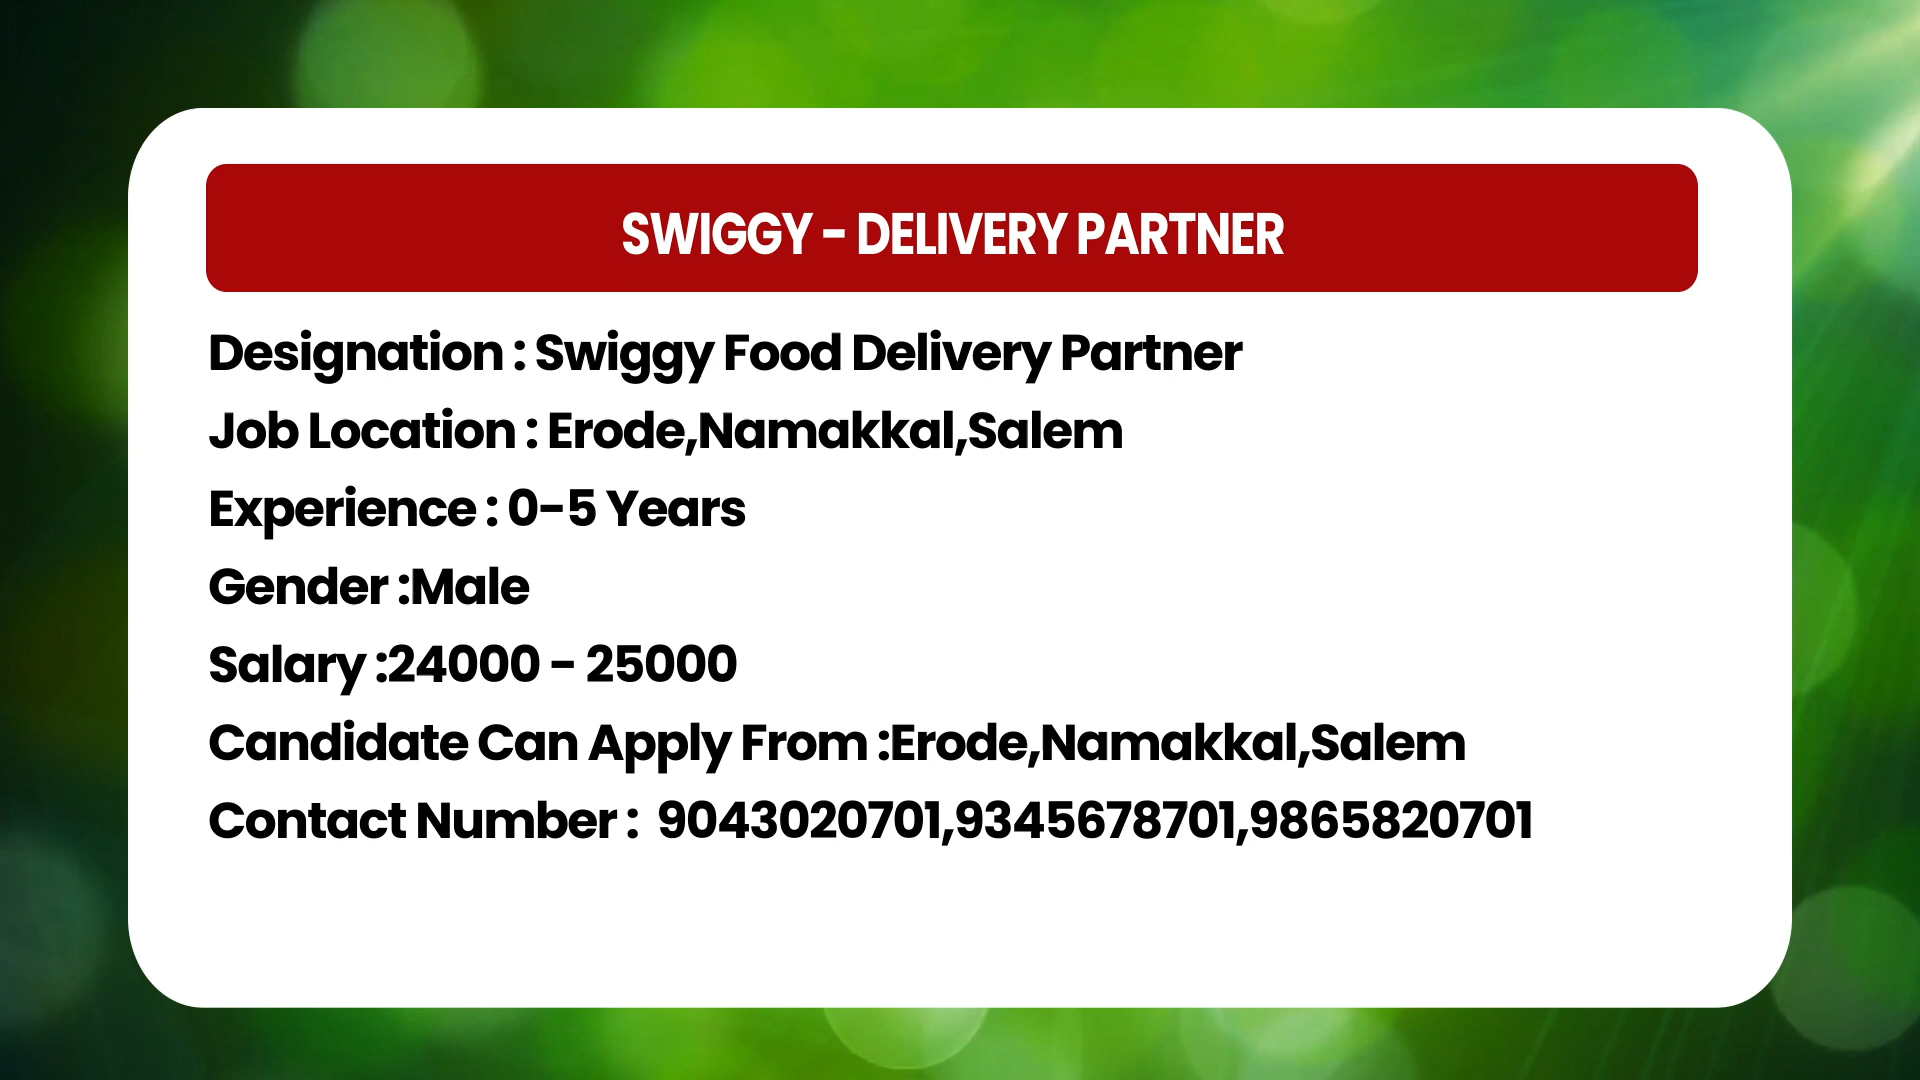 SWIGGY - DELIVERY PARTNER
Designation : Swiggy Food Delivery Partner
Job Location : Erode,Namakkal,Salem
Experience : 0-5 Years
Gender :Male
Salary :24000 - 25000
Candidate Can Apply From :Erode,Namakkal,Salem
Contact Number :  9043020701,9345678701,9865820701